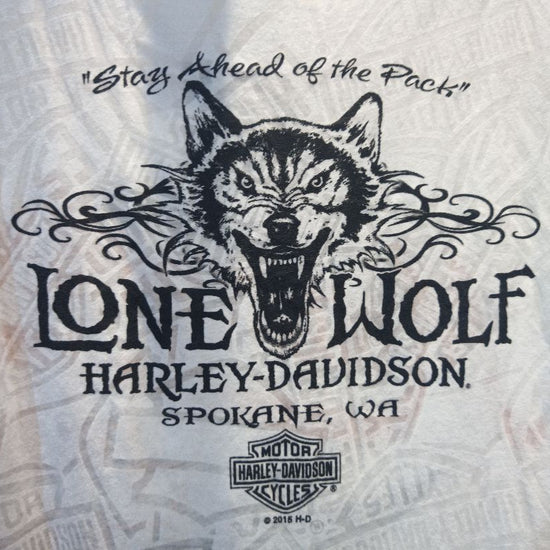 "Stay Ahead of the Pack"
LONE WOLF
HARLEY-DAVIDSON®
SPOKANE, WA
MOTOR
HARLEY-DAVIDSON
CYCLES ®
© 2015 H-D